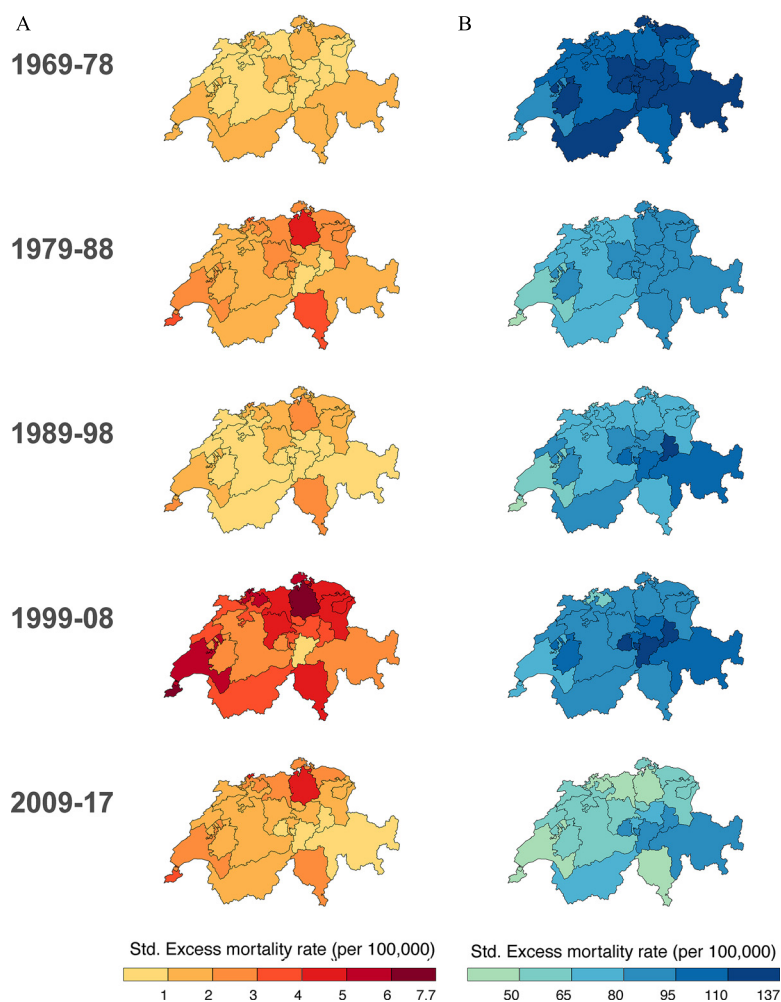 A B
1969-78
1979-88
1989-98
1999-08
2009-17
Std. Excess mortality rate (per 100,000) Std. Excess mortality rate (per 100,000)
1 2 3 4 5 6 7.7 50 65 80 95 110 137